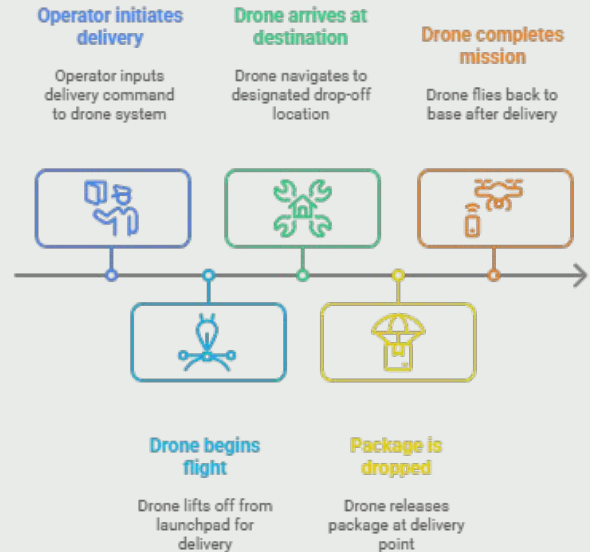 Operator initiates
delivery
Operator inputs
delivery command
to drone system
Drone begins
flight
Drone lifts off from
launchpad for
delivery
Drone arrives at
destination
Drone navigates to
designated drop-off
location
Package is
dropped
Drone releases
package at delivery
point
Drone completes
mission
Drone flies back to
base after delivery